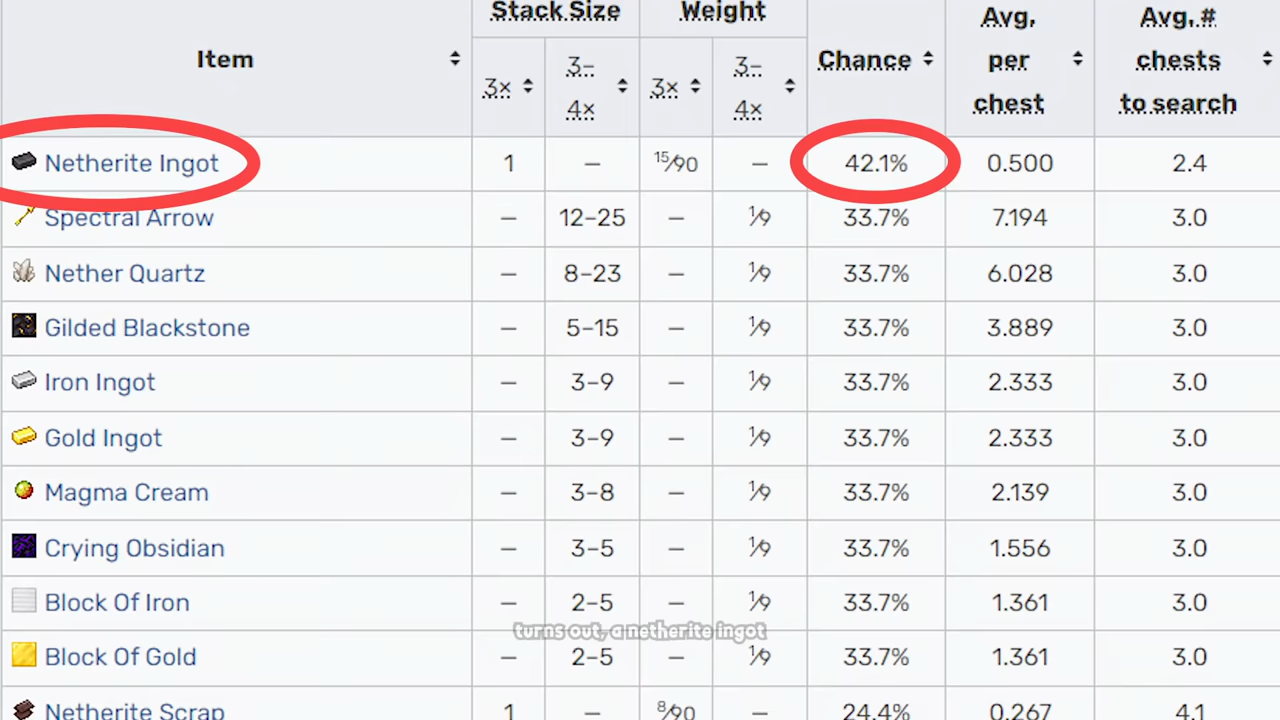 Stack Size Weight
Item Chance Avg. per chest Avg. # chests to search
3× 3–4× 3× 3–4×
Netherite Ingot 1 – 15/90 – 42.1% 0.500 2.4
Spectral Arrow – 12–25 – 1/9 33.7% 7.194 3.0
Nether Quartz – 8–23 – 1/9 33.7% 6.028 3.0
Gilded Blackstone – 5–15 – 1/9 33.7% 3.889 3.0
Iron Ingot – 3–9 – 1/9 33.7% 2.333 3.0
Gold Ingot – 3–9 – 1/9 33.7% 2.333 3.0
Magma Cream – 3–8 – 1/9 33.7% 2.139 3.0
Crying Obsidian – 3–5 – 1/9 33.7% 1.556 3.0
Block Of Iron – 2–5 – 1/9 33.7% 1.361 3.0
turns out, a netherite ingot
Block Of Gold – 2–5 – 1/9 33.7% 1.361 3.0
Netherite Scrap 1 – 8/90 – 24.4% 0.267 4.1